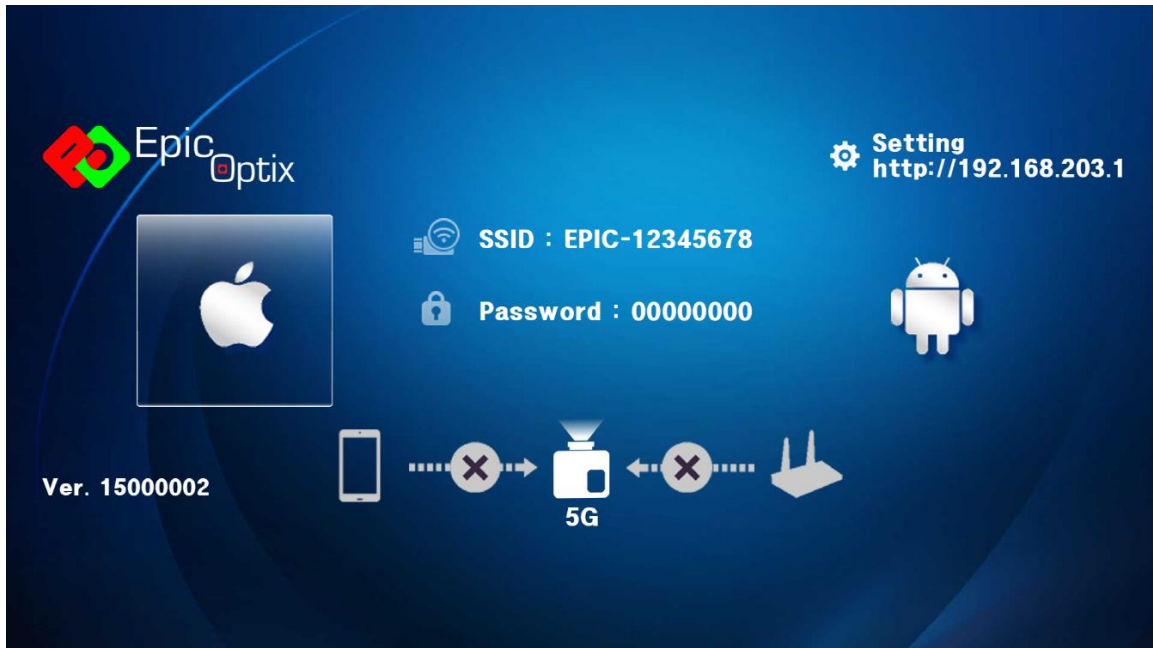 Epic
Optix
Setting
http://192.168.203.1
SSID : EPIC-12345678
Password : 00000000
Ver. 15000002
5G